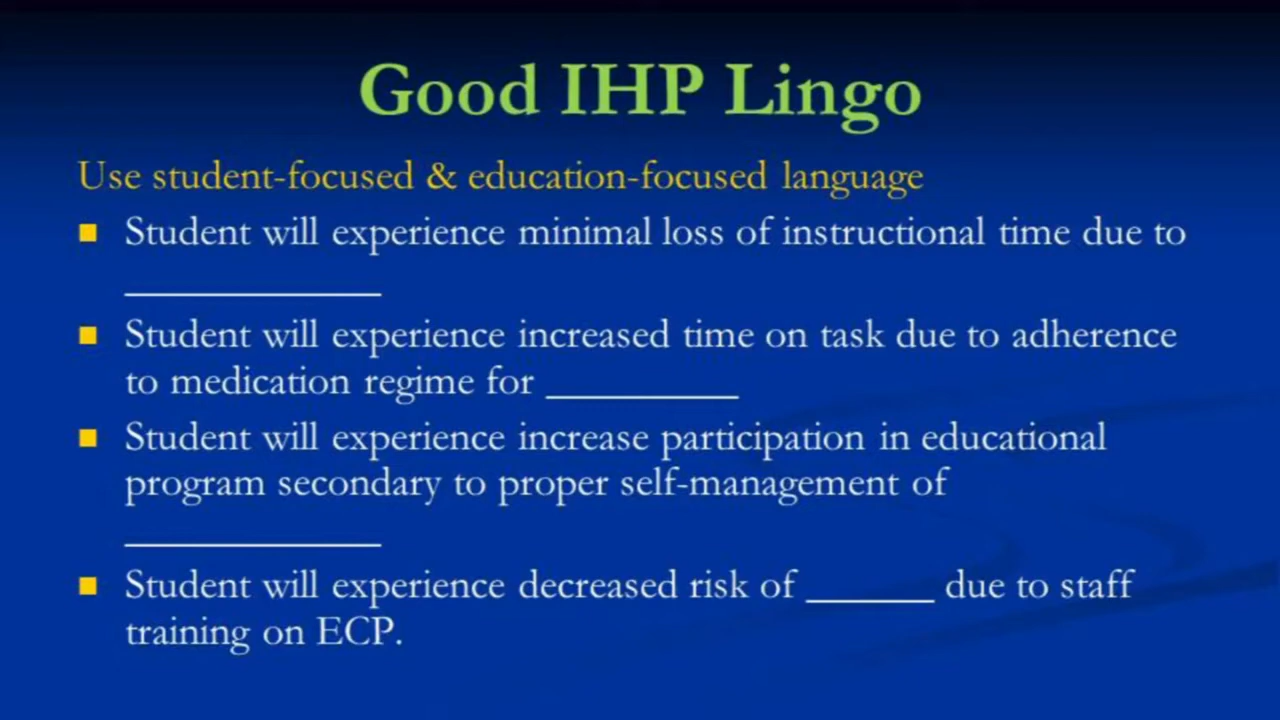 Good IHP Lingo
Use student-focused & education-focused language
Student will experience minimal loss of instructional time due to
____________
Student will experience increased time on task due to adherence
to medication regime for _________
Student will experience increase participation in educational
program secondary to proper self-management of
____________
Student will experience decreased risk of ______ due to staff
training on ECP.